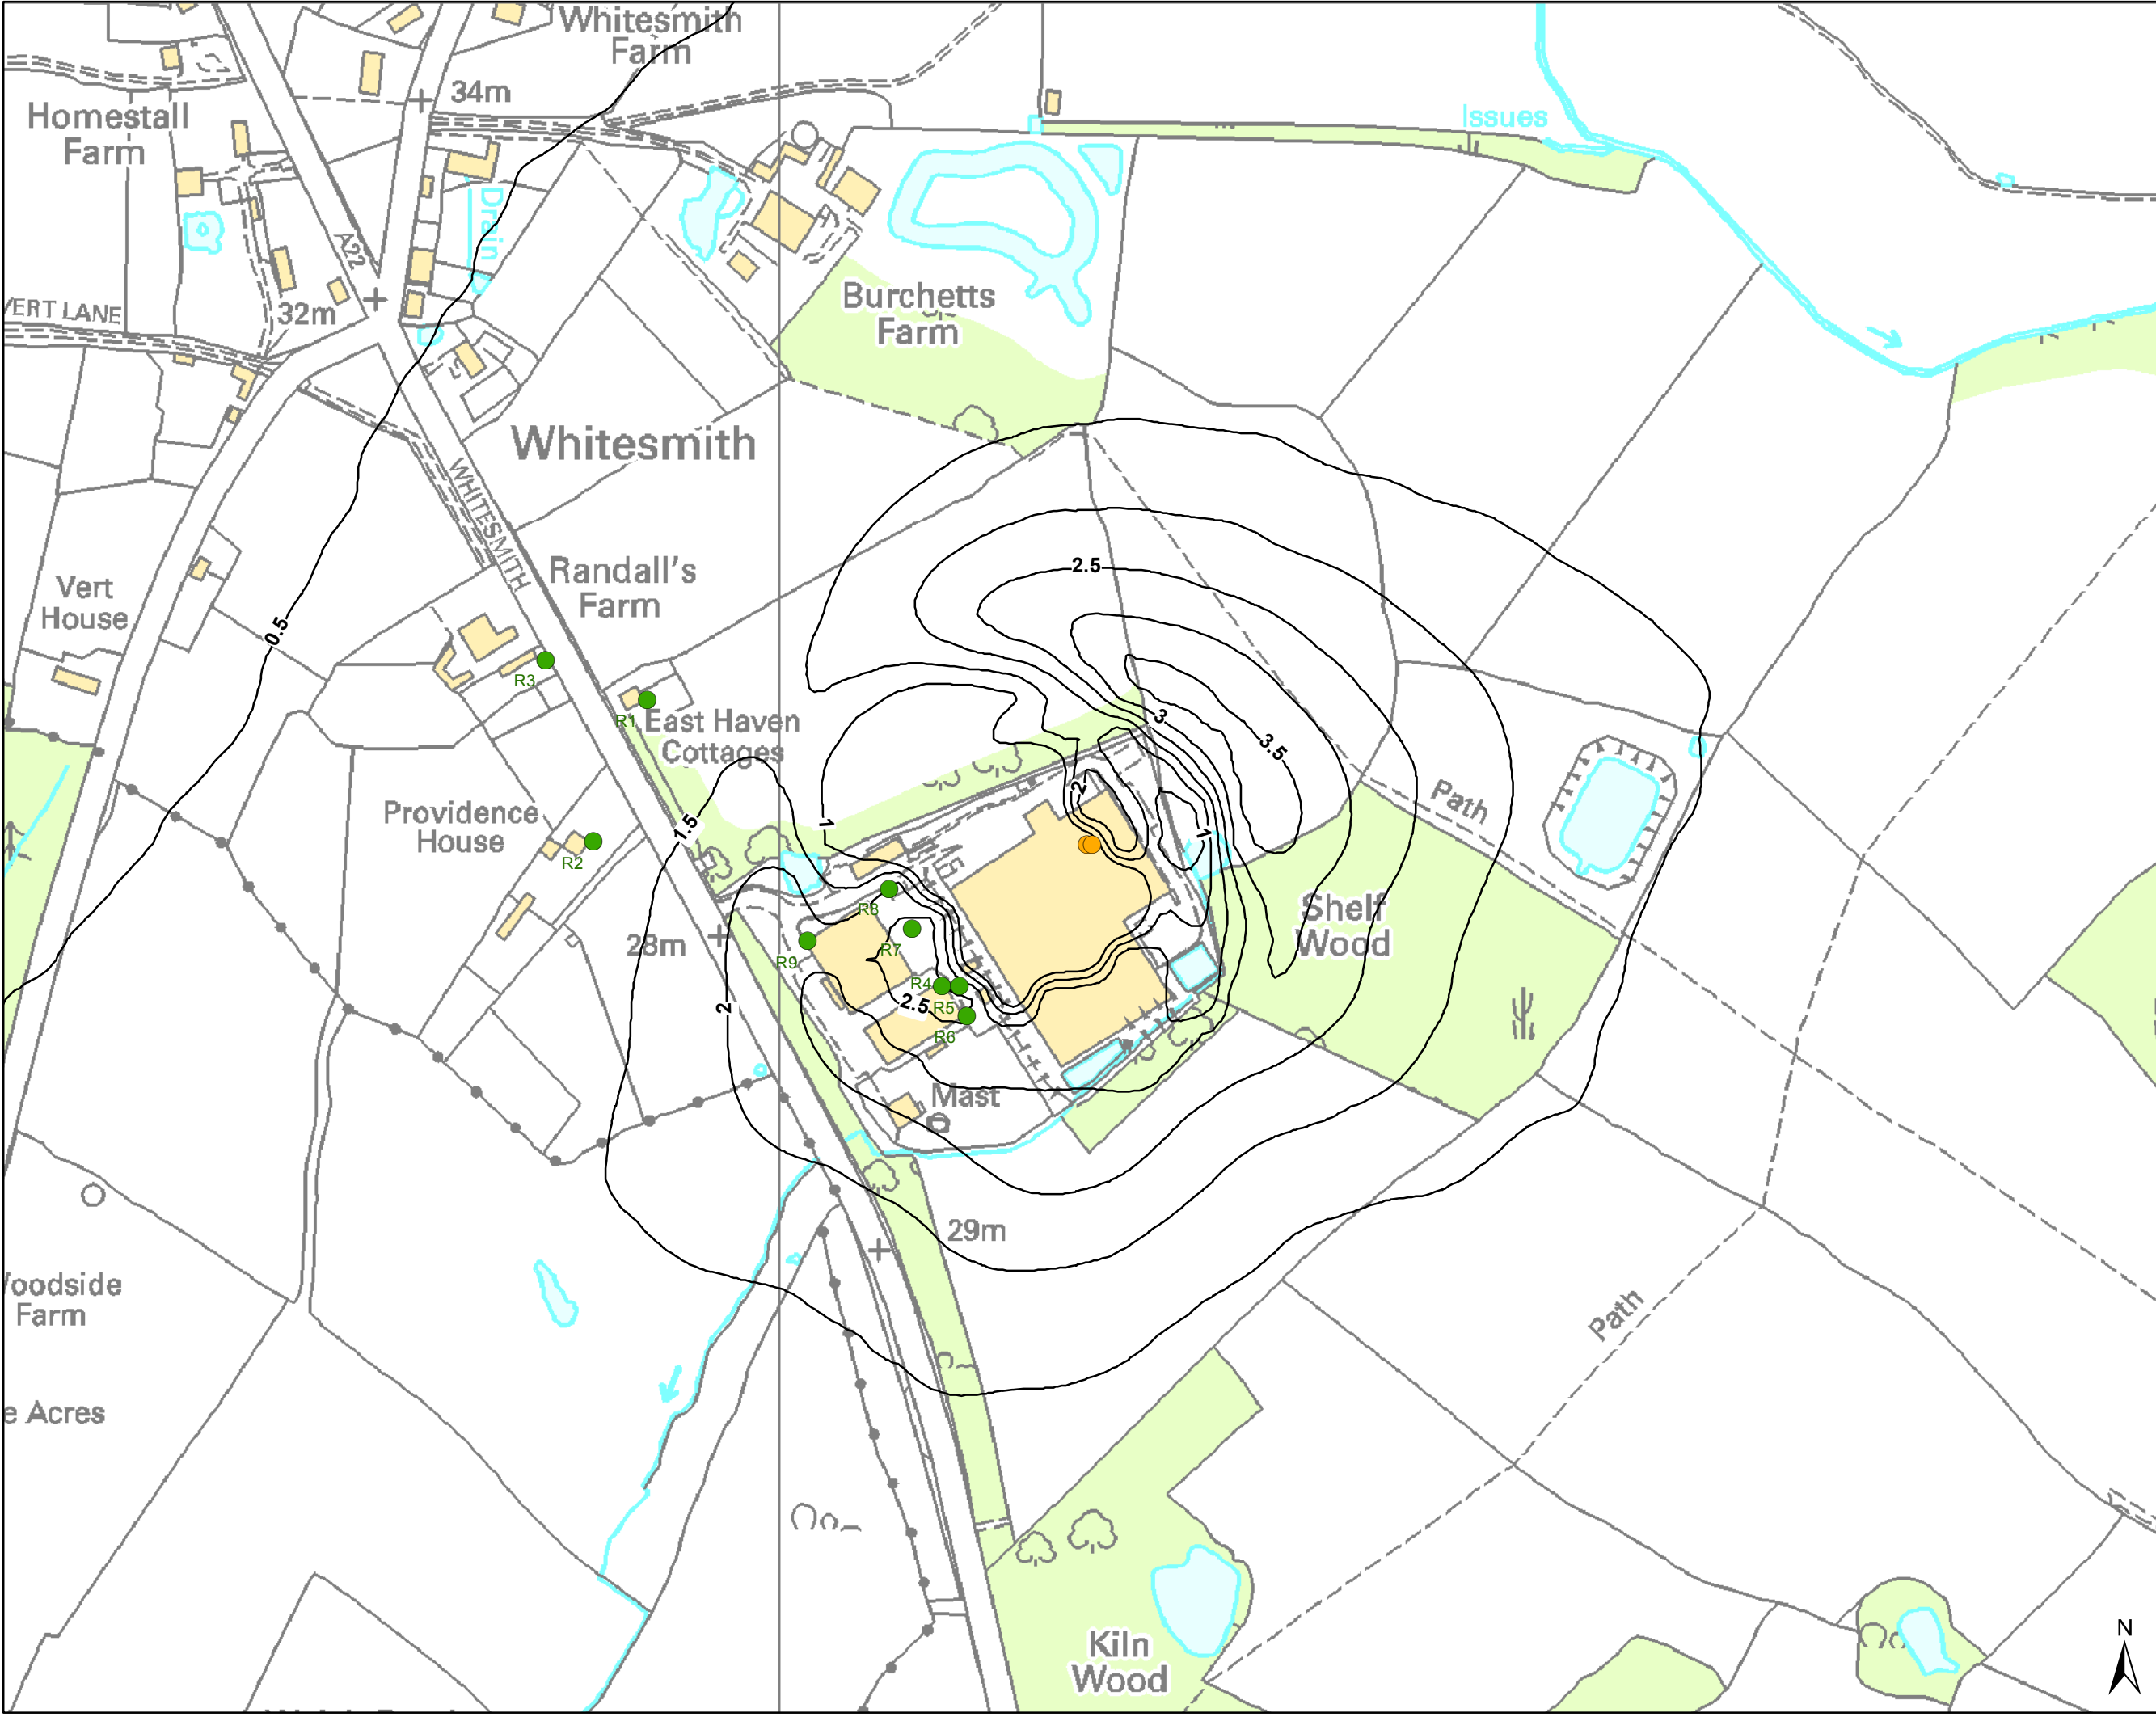 Whitesmith
Farm
34m
Homestall
Farm
Issues
Drain
A22
VERT LANE
32m
Burchetts
Farm
Whitesmith
WHITESMITH
2.5
Randall's
Farm
Vert
House
0.5
R3
R1
East Haven
Cottages
3
3.5
Path
Providence
House
1.5
1
2
1
R2
Shelf
Wood
R8
28m
R7
R9
R4
2.5
R5
2
R6
Mast
29m
Woodside
Farm
Path
e Acres
Kiln
Wood
N